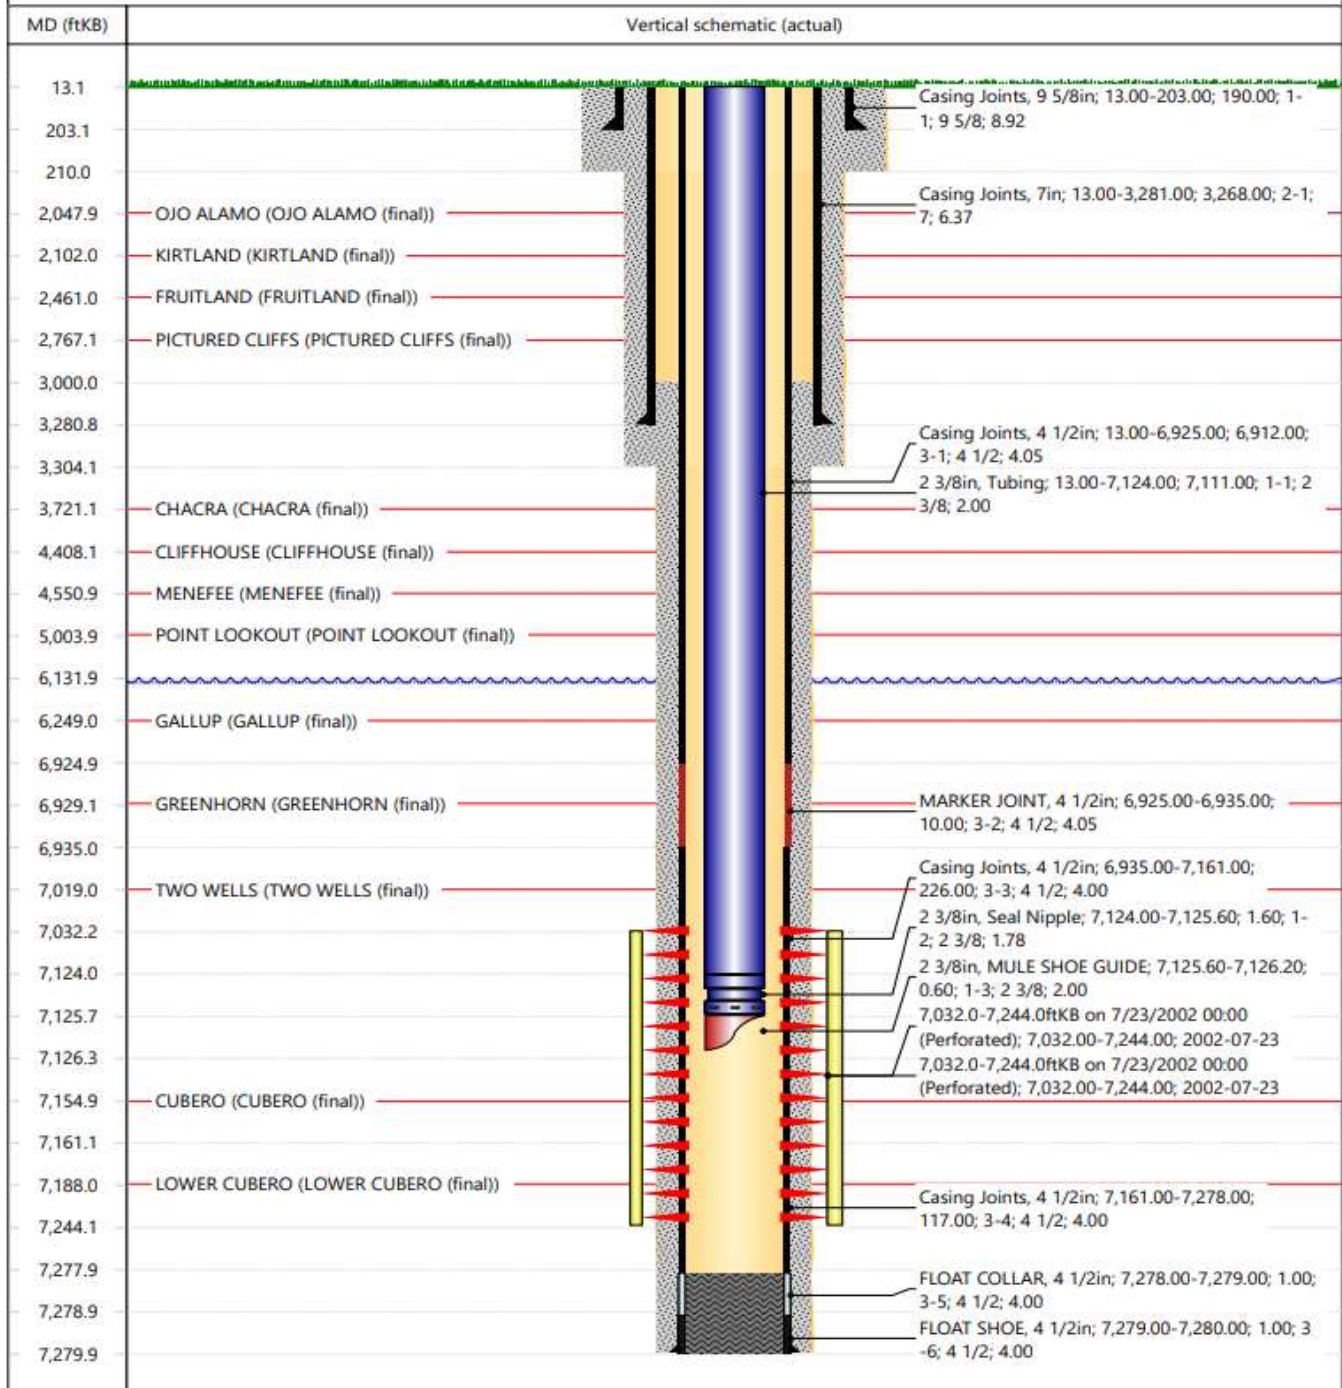 MD (ftKB)
Vertical schematic (actual)
13.1
Casing Joints, 9 5/8in; 13.00-203.00; 190.00; 1-
1; 9 5/8; 8.92
203.1
210.0
Casing Joints, 7in; 13.00-3,281.00; 3,268.00; 2-1;
7; 6.37
2,047.9
OJO ALAMO (OJO ALAMO (final))
2,102.0
KIRTLAND (KIRTLAND (final))
2,461.0
FRUITLAND (FRUITLAND (final))
2,767.1
PICTURED CLIFFS (PICTURED CLIFFS (final))
3,000.0
3,280.8
Casing Joints, 4 1/2in; 13.00-6,925.00; 6,912.00;
3-1; 4 1/2; 4.05
3,304.1
2 3/8in, Tubing; 13.00-7,124.00; 7,111.00; 1-1; 2
3/8; 2.00
3,721.1
CHACRA (CHACRA (final))
4,408.1
CLIFFHOUSE (CLIFFHOUSE (final))
4,550.9
MENEFEE (MENEFEE (final))
5,003.9
POINT LOOKOUT (POINT LOOKOUT (final))
6,131.9
6,249.0
GALLUP (GALLUP (final))
6,924.9
6,929.1
GREENHORN (GREENHORN (final))
MARKER JOINT, 4 1/2in; 6,925.00-6,935.00;
10.00; 3-2; 4 1/2; 4.05
6,935.0
Casing Joints, 4 1/2in; 6,935.00-7,161.00;
226.00; 3-3; 4 1/2; 4.00
7,019.0
TWO WELLS (TWO WELLS (final))
2 3/8in, Seal Nipple; 7,124.00-7,125.60; 1.60; 1-
2; 2 3/8; 1.78
7,032.2
7,124.0
2 3/8in, MULE SHOE GUIDE; 7,125.60-7,126.20;
0.60; 1-3; 2 3/8; 2.00
7,125.7
7,032.0-7,244.0ftKB on 7/23/2002 00:00
(Perforated); 7,032.00-7,244.00; 2002-07-23
7,126.3
7,032.0-7,244.0ftKB on 7/23/2002 00:00
(Perforated); 7,032.00-7,244.00; 2002-07-23
7,154.9
CUBERO (CUBERO (final))
7,161.1
7,188.0
LOWER CUBERO (LOWER CUBERO (final))
Casing Joints, 4 1/2in; 7,161.00-7,278.00;
117.00; 3-4; 4 1/2; 4.00
7,244.1
7,277.9
FLOAT COLLAR, 4 1/2in; 7,278.00-7,279.00; 1.00;
3-5; 4 1/2; 4.00
7,278.9
FLOAT SHOE, 4 1/2in; 7,279.00-7,280.00; 1.00; 3
-6; 4 1/2; 4.00
7,279.9